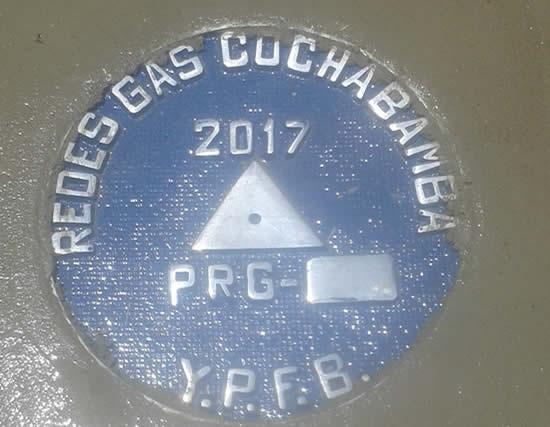 REDES GAS COCHABAMBA
2017
PRG-
Y.P.F.B.